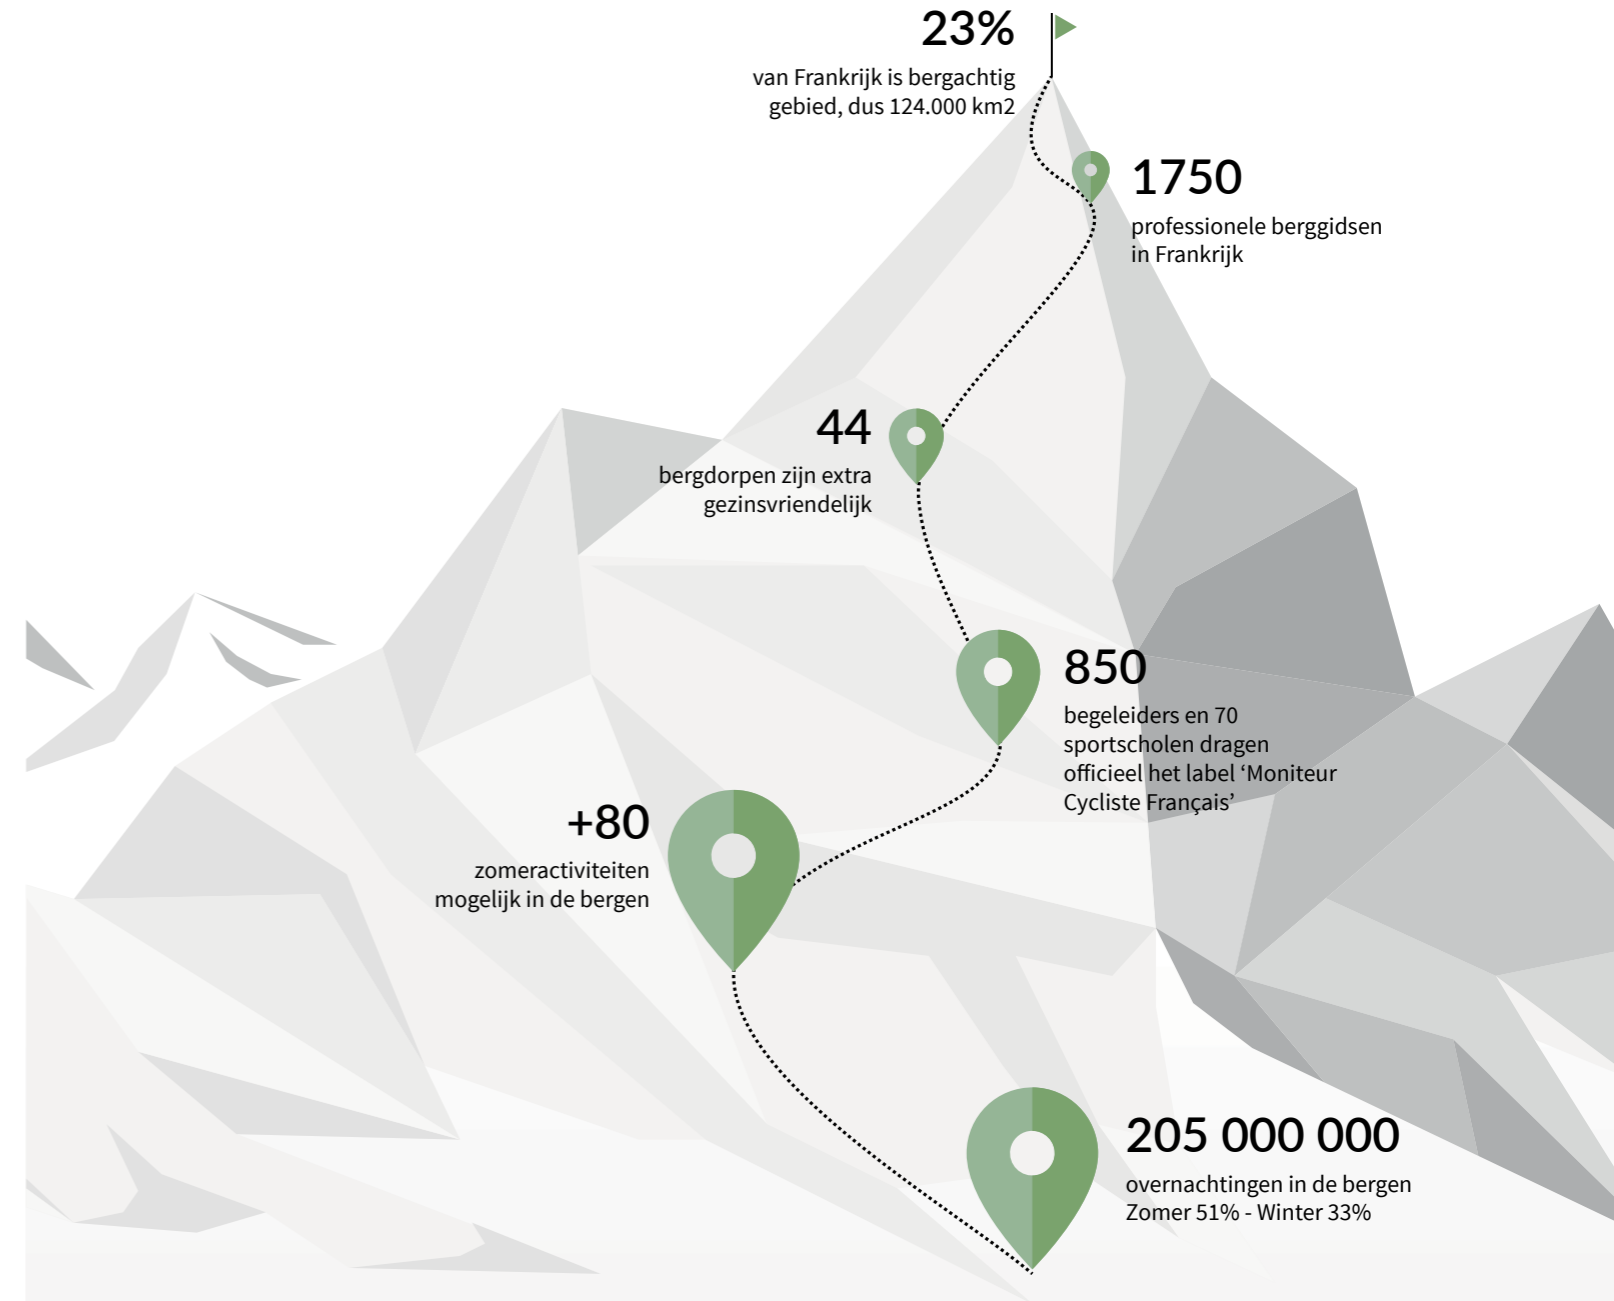 23%
van Frankrijk is bergachtig
gebied, dus 124.000 km2
1750
professionele berggidsen
in Frankrijk
44
bergdorpen zijn extra
gezinsvriendelijk
850
begeleiders en 70
sportscholen dragen
officieel het label ‘Moniteur
Cycliste Français’
+80
zomeractiviteiten
mogelijk in de bergen
205 000 000
overnachtingen in de bergen
Zomer 51% - Winter 33%